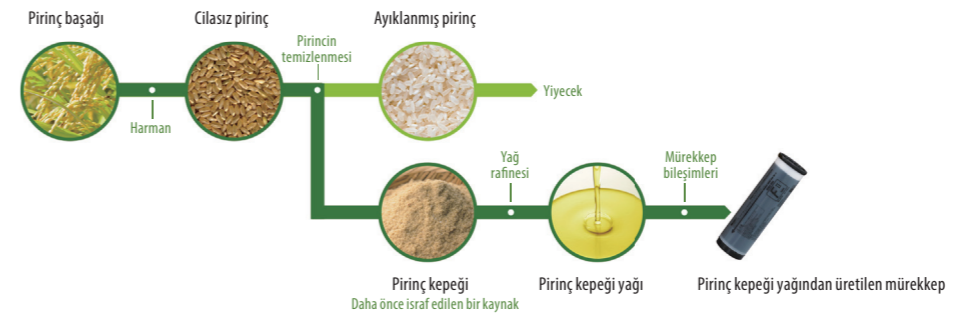 Pirinç başağı
Cilasız pirinç
Ayıklanmış pirinç
Pirincin
temizlenmesi
Harman
Yiyecek
Yağ
rafinesi
Mürekkep
bileşimleri
Pirinç kepeği
Daha önce israf edilen bir kaynak
Pirinç kepeği yağı
Pirinç kepeği yağından üretilen mürekkep